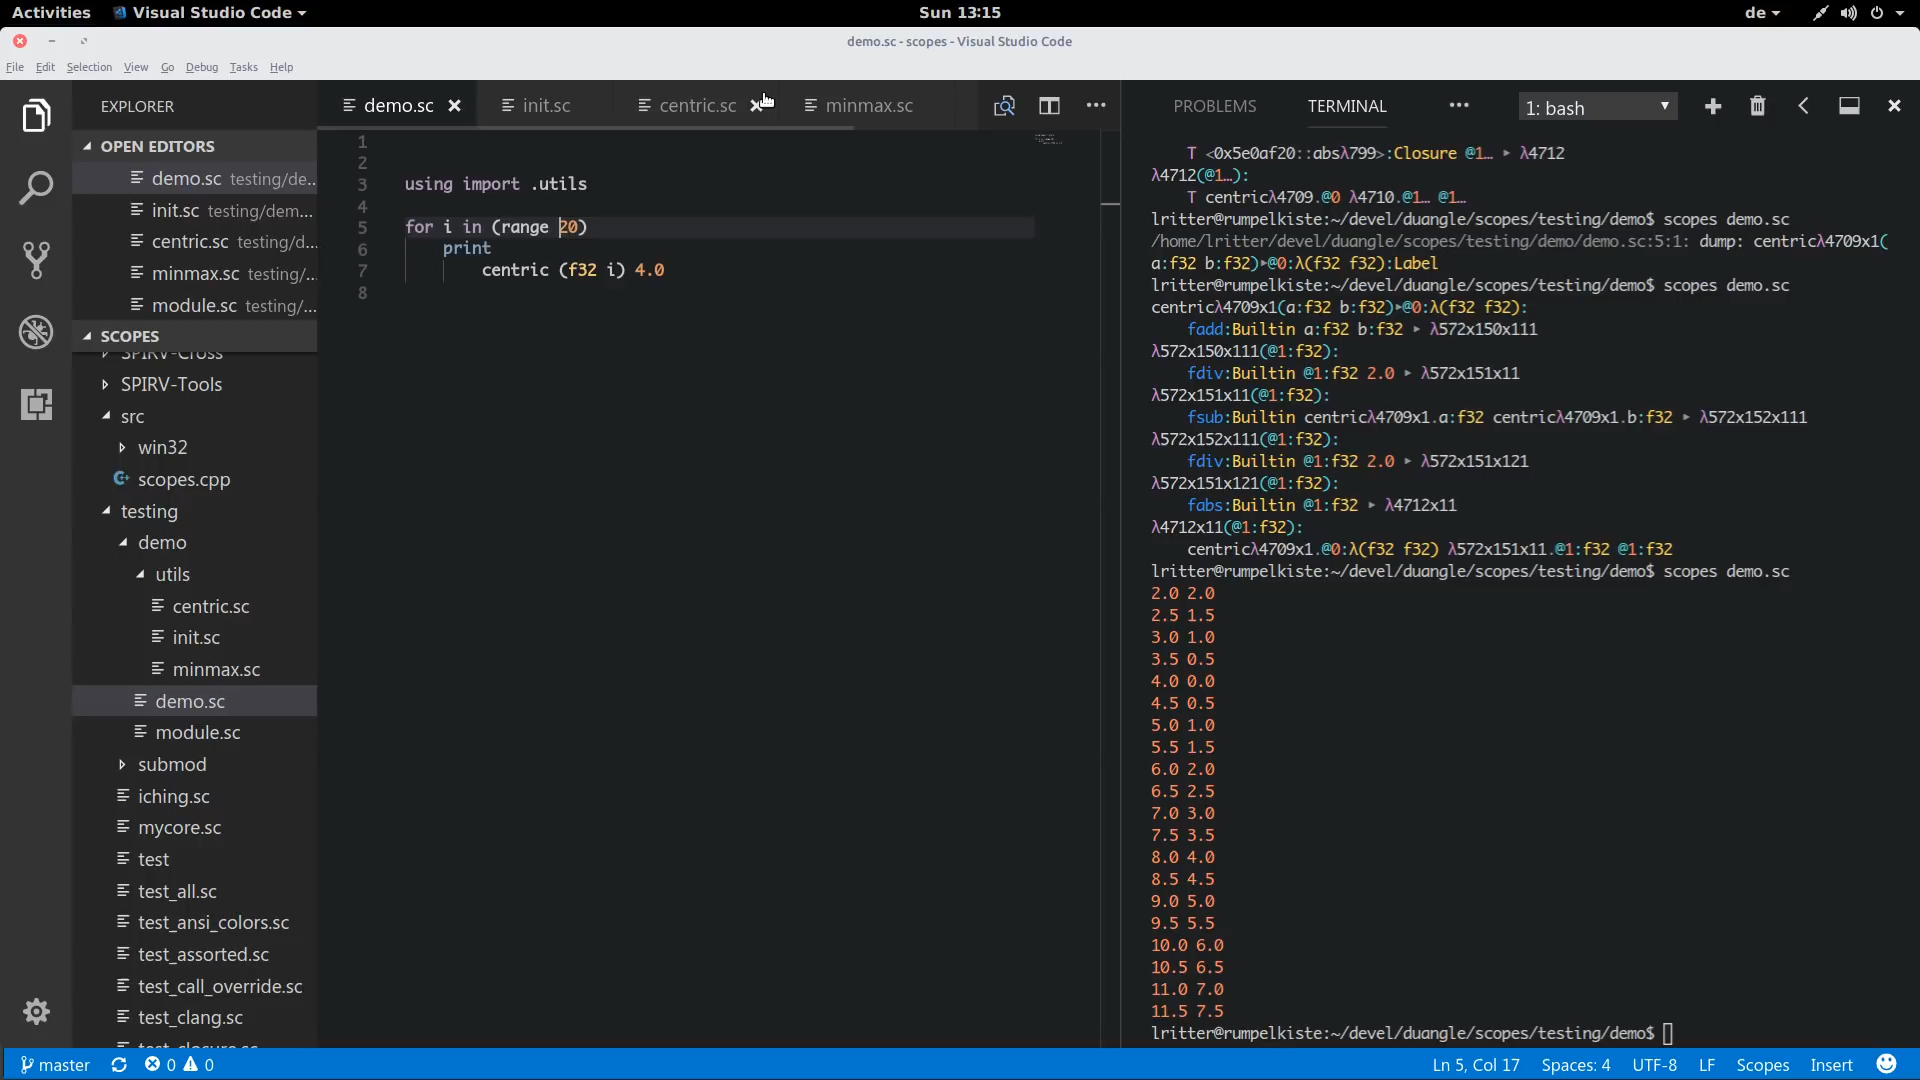 Activities Visual Studio Code Sun 13:15 de
demo.sc - scopes - Visual Studio Code
File Edit Selection View Go Debug Tasks Help
EXPLORER
OPEN EDITORS
demo.sc testing/de...
init.sc testing/dem...
centric.sc testing/d...
minmax.sc testing/...
module.sc testing/...
SCOPES
SPIRV-Cross
SPIRV-Tools
src
win32
scopes.cpp
testing
demo
utils
centric.sc
init.sc
minmax.sc
demo.sc
module.sc
submod
iching.sc
mycore.sc
test
test_all.sc
test_ansi_colors.sc
test_assorted.sc
test_call_override.sc
test_clang.sc
test_closure.sc
demo.sc init.sc centric.sc minmax.sc
1
2
3 using import .utils
4
5 for i in (range 20)
6 print
7 centric (f32 i) 4.0
8
PROBLEMS TERMINAL ••• 1: bash
T <0x5e0af20::absλ799>:Closure @1… ▸ λ4712
λ4712(@1…):
T centricλ4709.@0 λ4710.@1… @1…
lritter@rumpelkiste:~/devel/duangle/scopes/testing/demo$ scopes demo.sc
/home/lritter/devel/duangle/scopes/testing/demo/demo.sc:5:1: dump: centricλ4709x1(
a:f32 b:f32)▸@0:λ(f32 f32):Label
lritter@rumpelkiste:~/devel/duangle/scopes/testing/demo$ scopes demo.sc
centricλ4709x1(a:f32 b:f32)▸@0:λ(f32 f32):
fadd:Builtin a:f32 b:f32 ▸ λ572x150x111
λ572x150x111(@1:f32):
fdiv:Builtin @1:f32 2.0 ▸ λ572x151x11
λ572x151x11(@1:f32):
fsub:Builtin centricλ4709x1.a:f32 centricλ4709x1.b:f32 ▸ λ572x152x111
λ572x152x111(@1:f32):
fdiv:Builtin @1:f32 2.0 ▸ λ572x151x121
λ572x151x121(@1:f32):
fabs:Builtin @1:f32 ▸ λ4712x11
λ4712x11(@1:f32):
centricλ4709x1.@0:λ(f32 f32) λ572x151x11.@1:f32 @1:f32
lritter@rumpelkiste:~/devel/duangle/scopes/testing/demo$ scopes demo.sc
2.0 2.0
2.5 1.5
3.0 1.0
3.5 0.5
4.0 0.0
4.5 0.5
5.0 1.0
5.5 1.5
6.0 2.0
6.5 2.5
7.0 3.0
7.5 3.5
8.0 4.0
8.5 4.5
9.0 5.0
9.5 5.5
10.0 6.0
10.5 6.5
11.0 7.0
11.5 7.5
lritter@rumpelkiste:~/devel/duangle/scopes/testing/demo$
master 0 0 Ln 5, Col 17 Spaces: 4 UTF-8 LF Scopes Insert